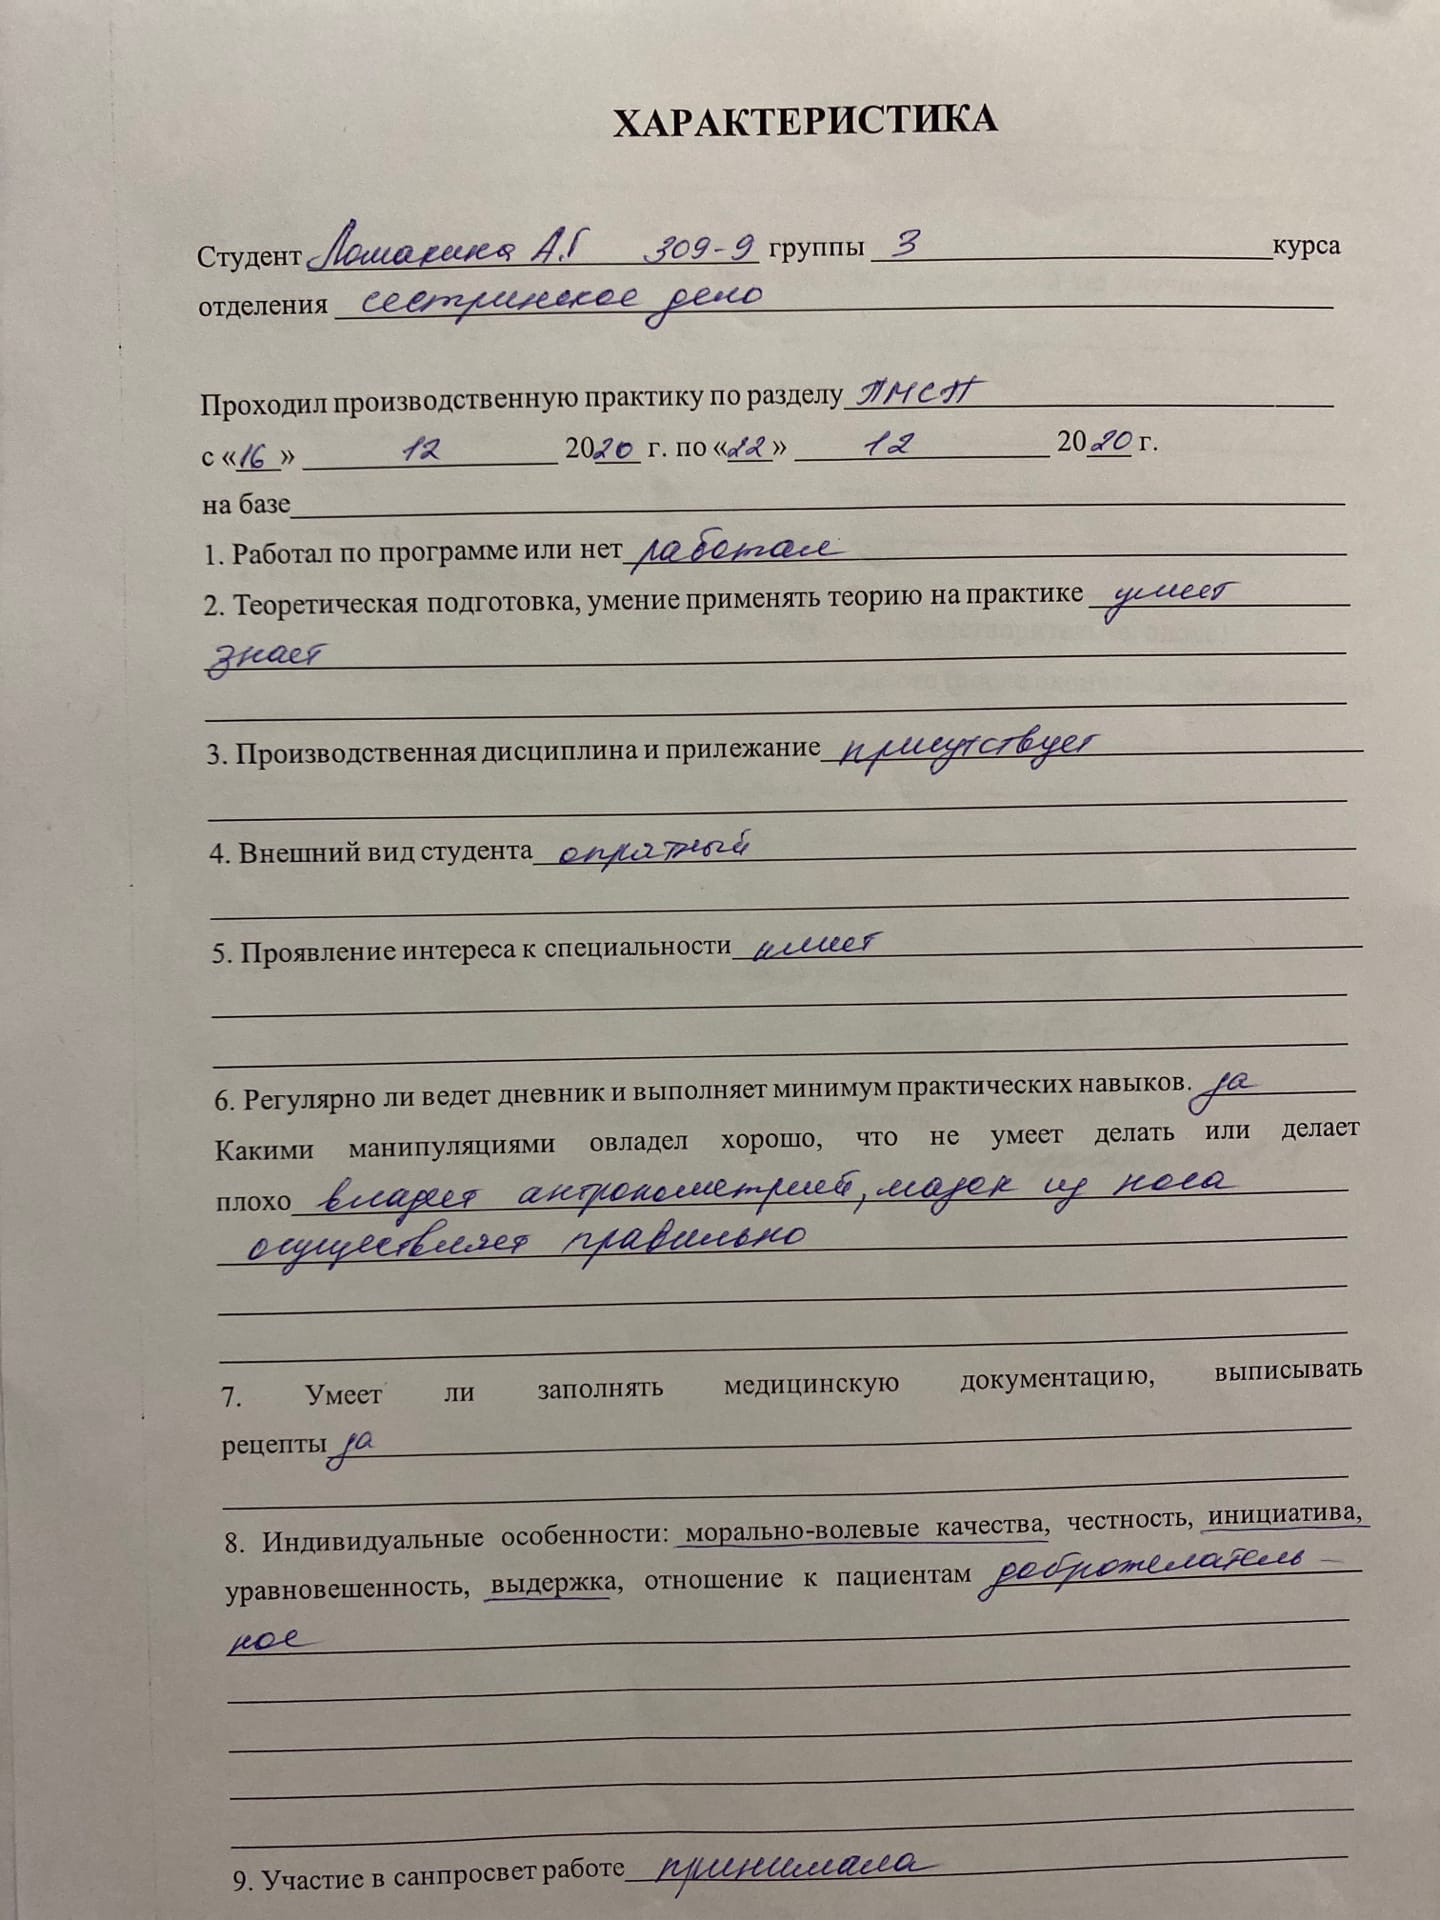 ХАРАКТЕРИСТИКА
Студент Ломакина А.Г 309-9 группы 3 курса
отделения сестринское дело
Проходил производственную практику по разделу ПМСП
с «16» 12 2020 г. по «22» 12 2020 г.
на базе
1. Работал по программе или нет работал
2. Теоретическая подготовка, умение применять теорию на практике умеет
знает
3. Производственная дисциплина и прилежание присутствует
4. Внешний вид студента опрятный
5. Проявление интереса к специальности имеет
6. Регулярно ли ведет дневник и выполняет минимум практических навыков. да
Какими манипуляциями овладел хорошо, что не умеет делать или делает
плохо владеет антропометрией, мазок из носа
осуществляет правильно
7. Умеет ли заполнять медицинскую документацию, выписывать
рецепты да
8. Индивидуальные особенности: морально-волевые качества, честность, инициатива,
уравновешенность, выдержка, отношение к пациентам доброжелатель-
ное
9. Участие в санпросвет работе принимала